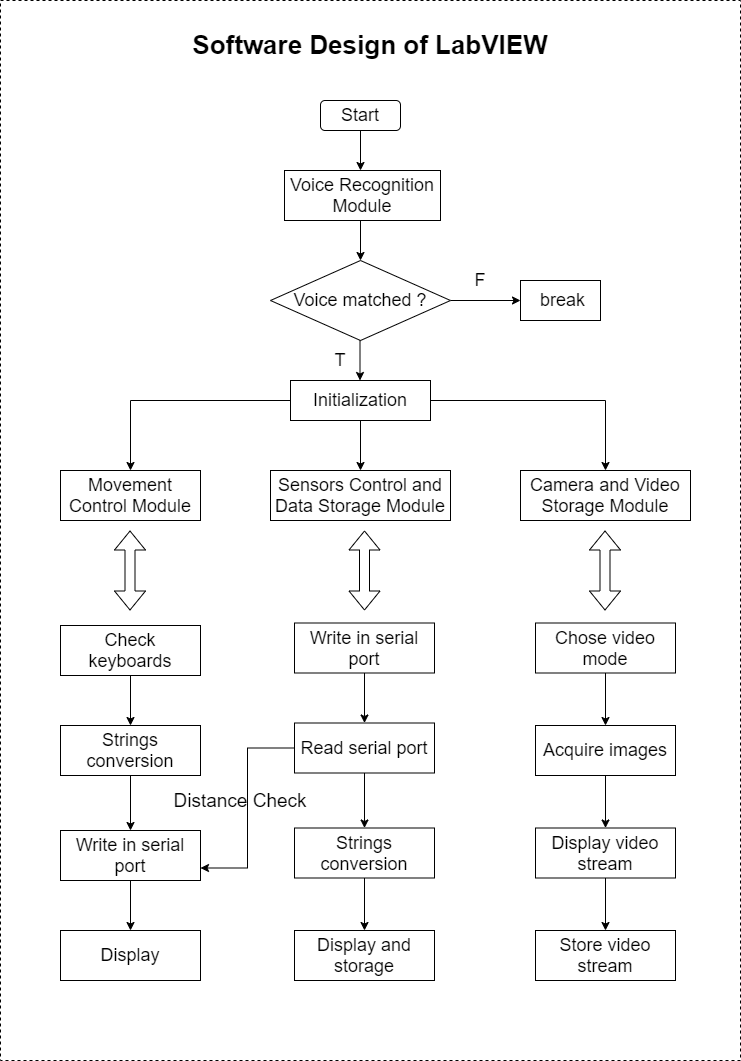 Software Design of LabVIEW
Start
Voice Recognition
Module
Voice matched ?
F
break
T
Initialization
Movement
Control Module
Sensors Control and
Data Storage Module
Camera and Video
Storage Module
Check
keyboards
Write in serial
port
Chose video
mode
Strings
conversion
Read serial port
Acquire images
Distance Check
Write in serial
port
Strings
conversion
Display video
stream
Display
Display and
storage
Store video
stream